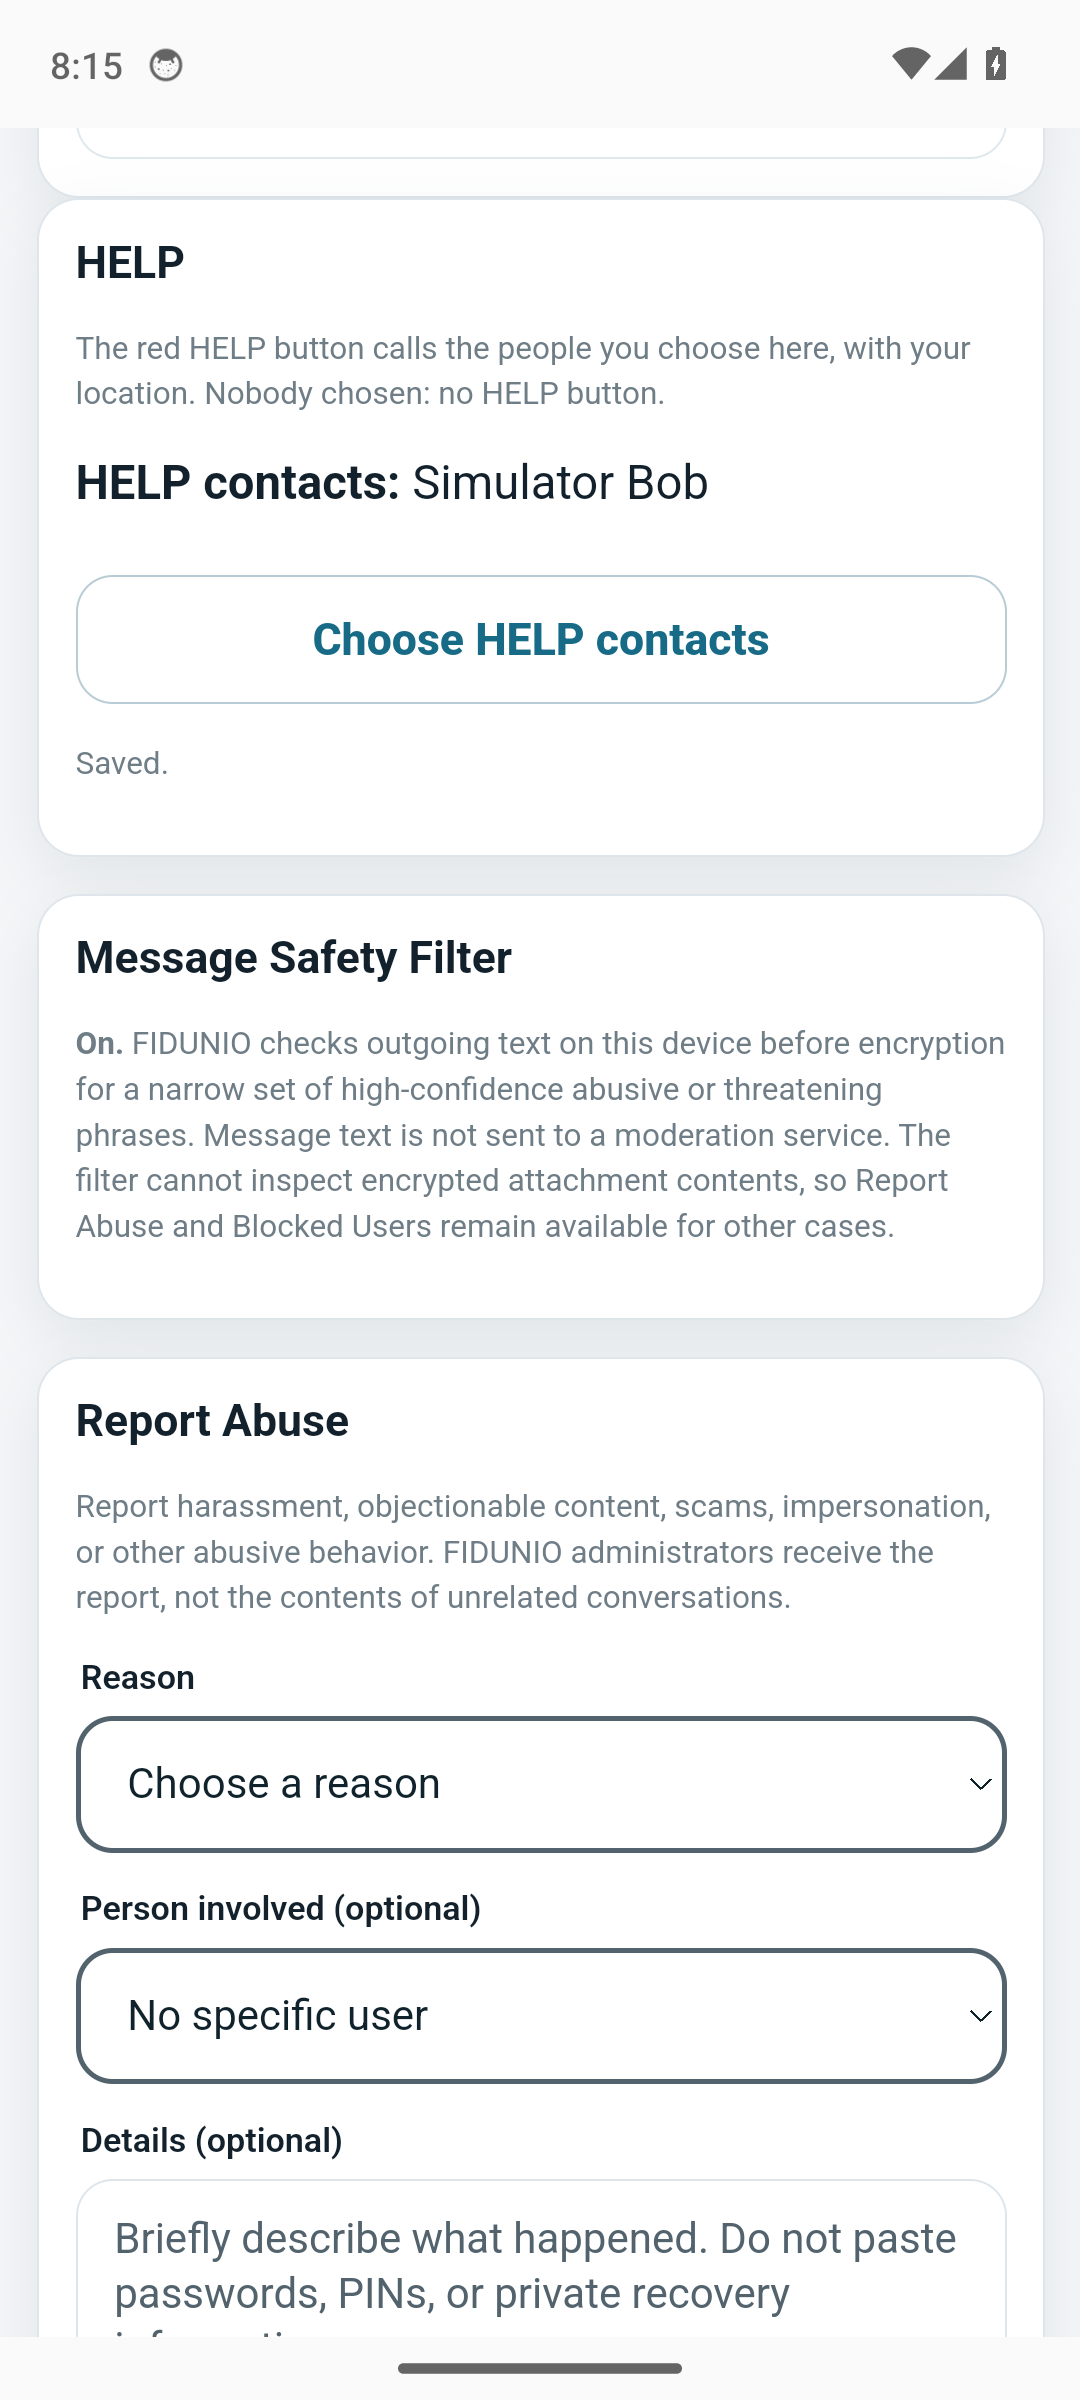 8:15
HELP
The red HELP button calls the people you choose here, with your
location. Nobody chosen: no HELP button.
HELP contacts: Simulator Bob
Choose HELP contacts
Saved.
Message Safety Filter
On. FIDUNIO checks outgoing text on this device before encryption
for a narrow set of high-confidence abusive or threatening
phrases. Message text is not sent to a moderation service. The
filter cannot inspect encrypted attachment contents, so Report
Abuse and Blocked Users remain available for other cases.
Report Abuse
Report harassment, objectionable content, scams, impersonation,
or other abusive behavior. FIDUNIO administrators receive the
report, not the contents of unrelated conversations.
Reason
Choose a reason
Person involved (optional)
No specific user
Details (optional)
Briefly describe what happened. Do not paste
passwords, PINs, or private recovery